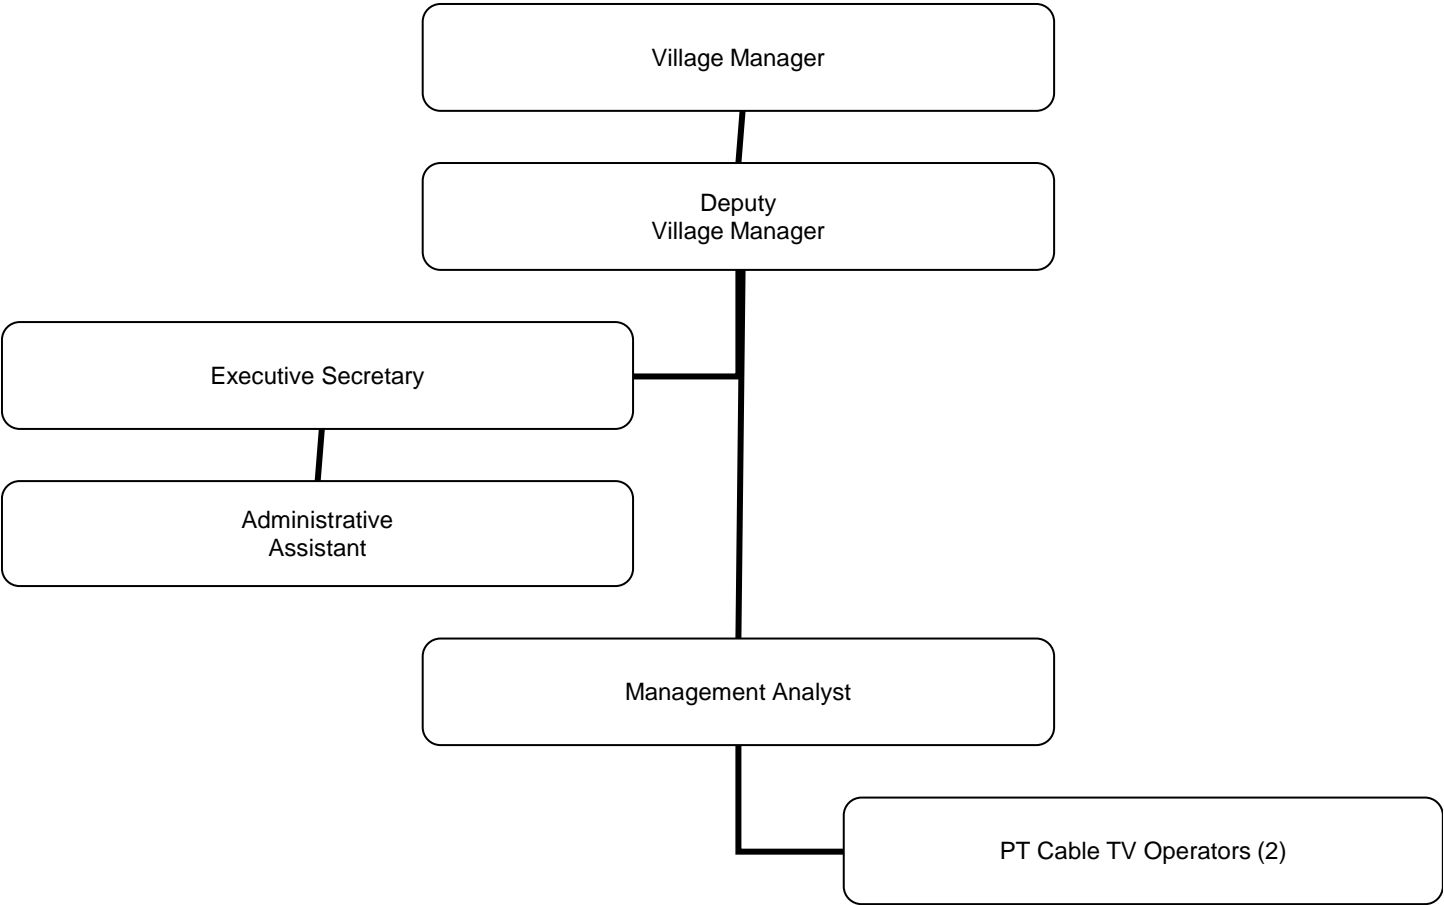 Village Manager
Deputy
Village Manager
Executive Secretary
Administrative
Assistant
Management Analyst
PT Cable TV Operators (2)